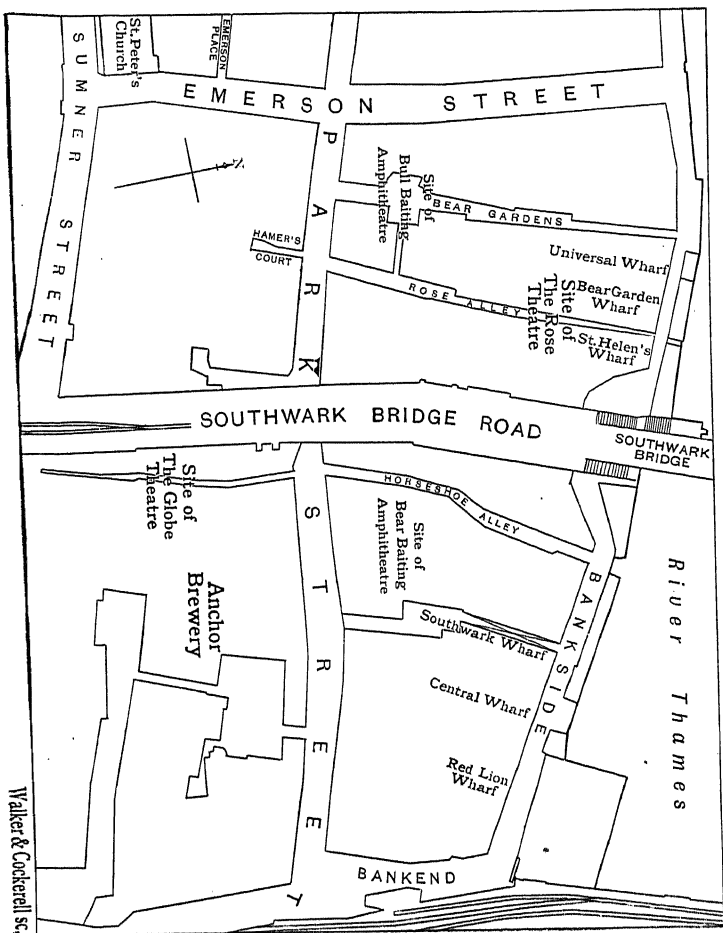 St. Peter's
Church
EMERSON
PLACE
SUMNER STREET
EMERSON STREET
PARK STREET
N
Site of
Bull Baiting
Amphitheatre
BEAR GARDENS
HAMER'S
COURT
ROSE ALLEY
Site of
The Rose
Theatre
Universal Wharf
Bear Garden
Wharf
St. Helen's
Wharf
SOUTHWARK BRIDGE ROAD
SOUTHWARK
BRIDGE
Site of
The Globe
Theatre
HORSESHOE ALLEY
Site of
Bear Baiting
Amphitheatre
Anchor
Brewery
BANKSIDE
River Thames
Southwark Wharf
Central Wharf
Red Lion
Wharf
BANKEND
Walker & Cockerell sc.